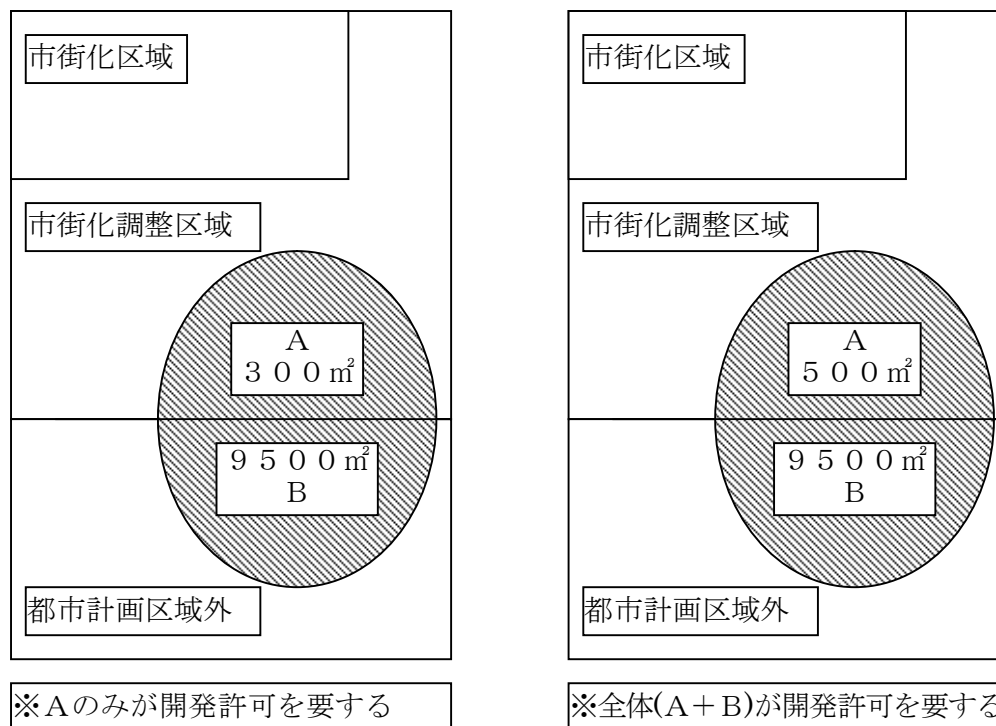 市街化区域
市街化調整区域
A
300㎡
9500㎡
B
都市計画区域外
※Aのみが開発許可を要する
市街化区域
市街化調整区域
A
500㎡
9500㎡
B
都市計画区域外
※全体(A+B)が開発許可を要する